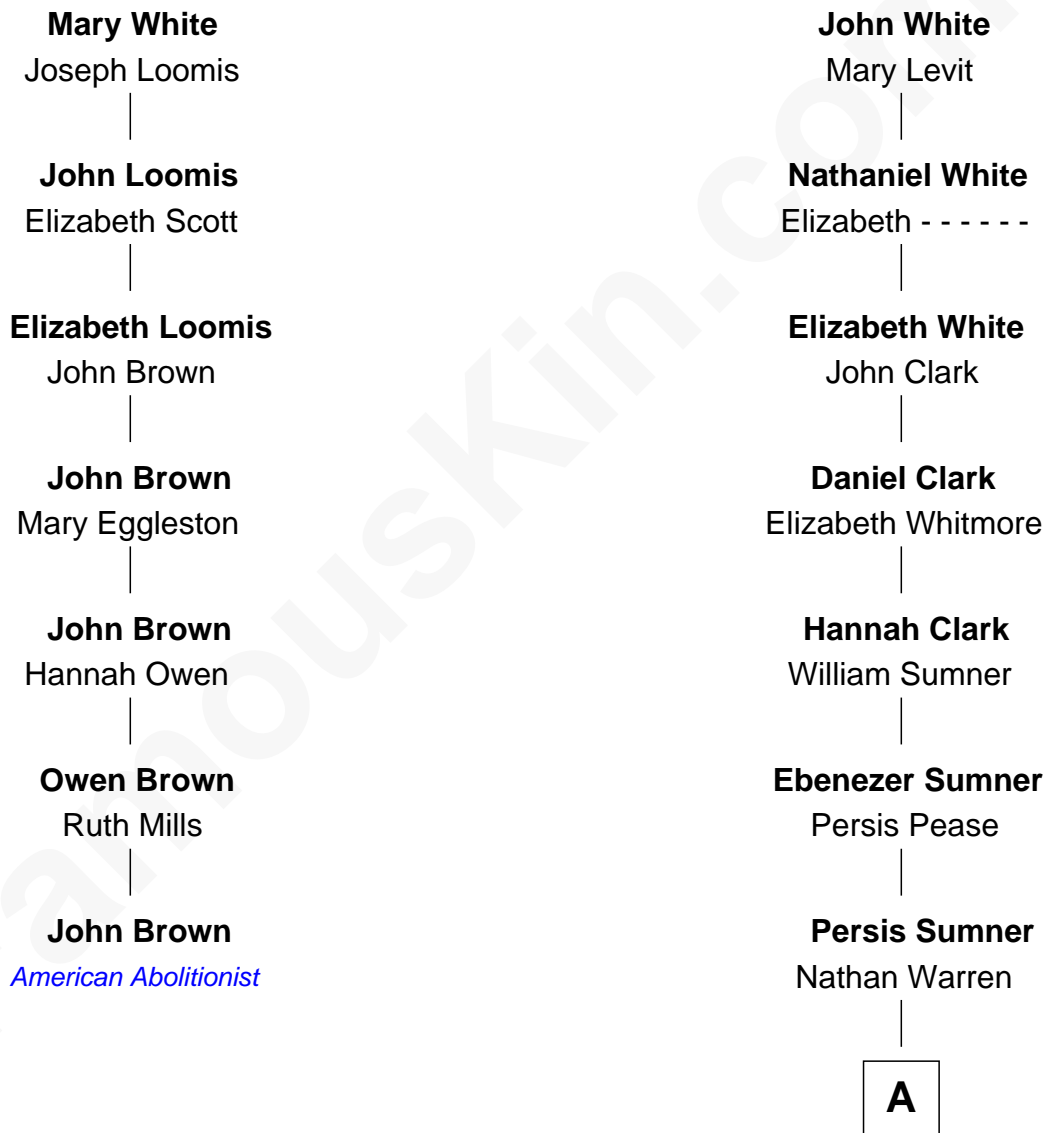 Mary White
Joseph Loomis
John Loomis
Elizabeth Scott
Elizabeth Loomis
John Brown
John Brown
Mary Eggleston
John Brown
Hannah Owen
Owen Brown
Ruth Mills
John Brown
American Abolitionist
John White
Mary Levit
Nathaniel White
Elizabeth - - - - - -
Elizabeth White
John Clark
Daniel Clark
Elizabeth Whitmore
Hannah Clark
William Sumner
Ebenezer Sumner
Persis Pease
Persis Sumner
Nathan Warren
A
amouskin.com